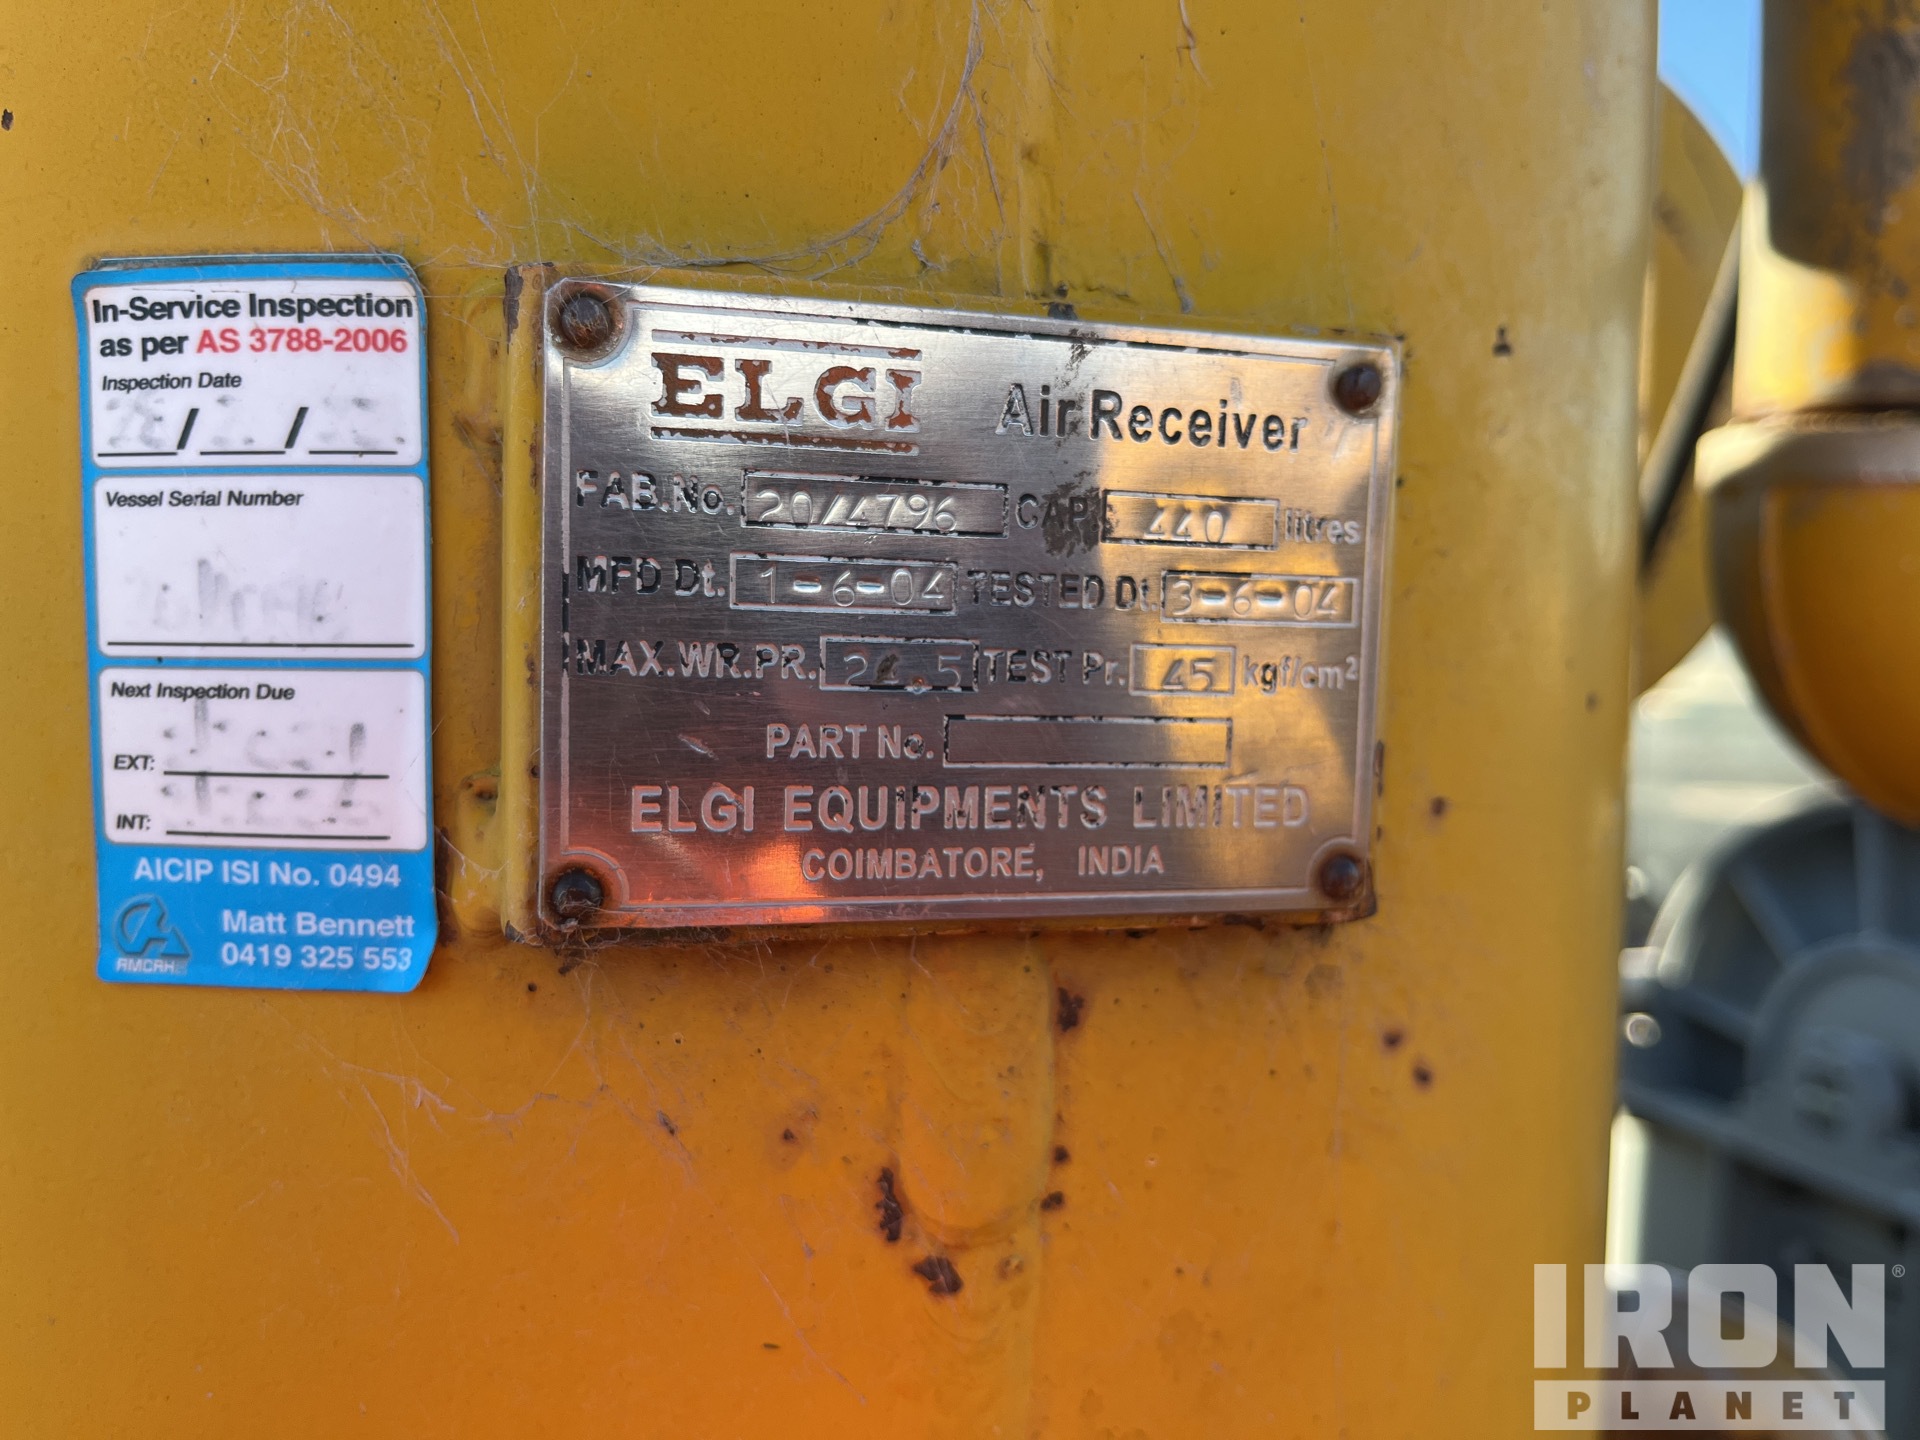 In-Service Inspection
as per AS 3788-2006
Inspection Date
/ /
Vessel Serial Number
Next Inspection Due
EXT:
INT:
AICIP ISI No. 0494
Matt Bennett
0419 325 553
ELGI Air Receiver
FAB.No. 20/4796 CAP: 440 litres
MFD Dt. 1-6-04 TESTED Dt. 3-6-04
MAX.WR.PR. 24.5 TEST Pr. 45 kgf/cm²
PART No.
ELGI EQUIPMENTS LIMITED
COIMBATORE, INDIA
IRON ®
PLANET